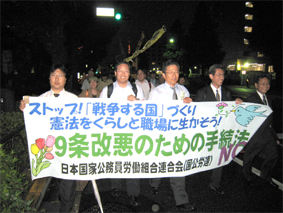 ストップ!「戦争する国」づくり
憲法をくらしと職場に生かそう!
9条改悪のための手続法
NO
日本国家公務員労働組合連合会(国公労連)